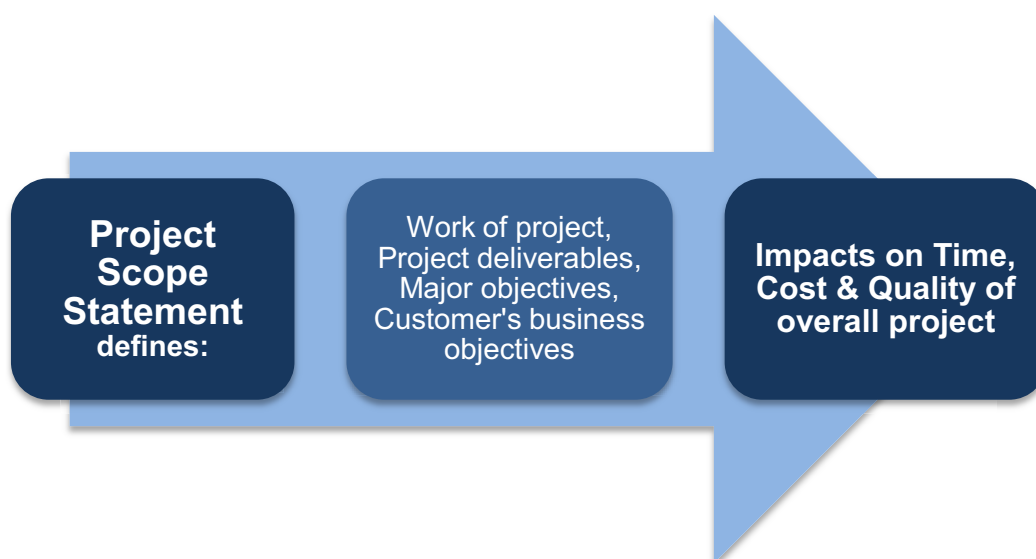 Project
Scope
Statement
defines:
Work of project,
Project deliverables,
Major objectives,
Customer's business
objectives
Impacts on Time,
Cost & Quality of
overall project